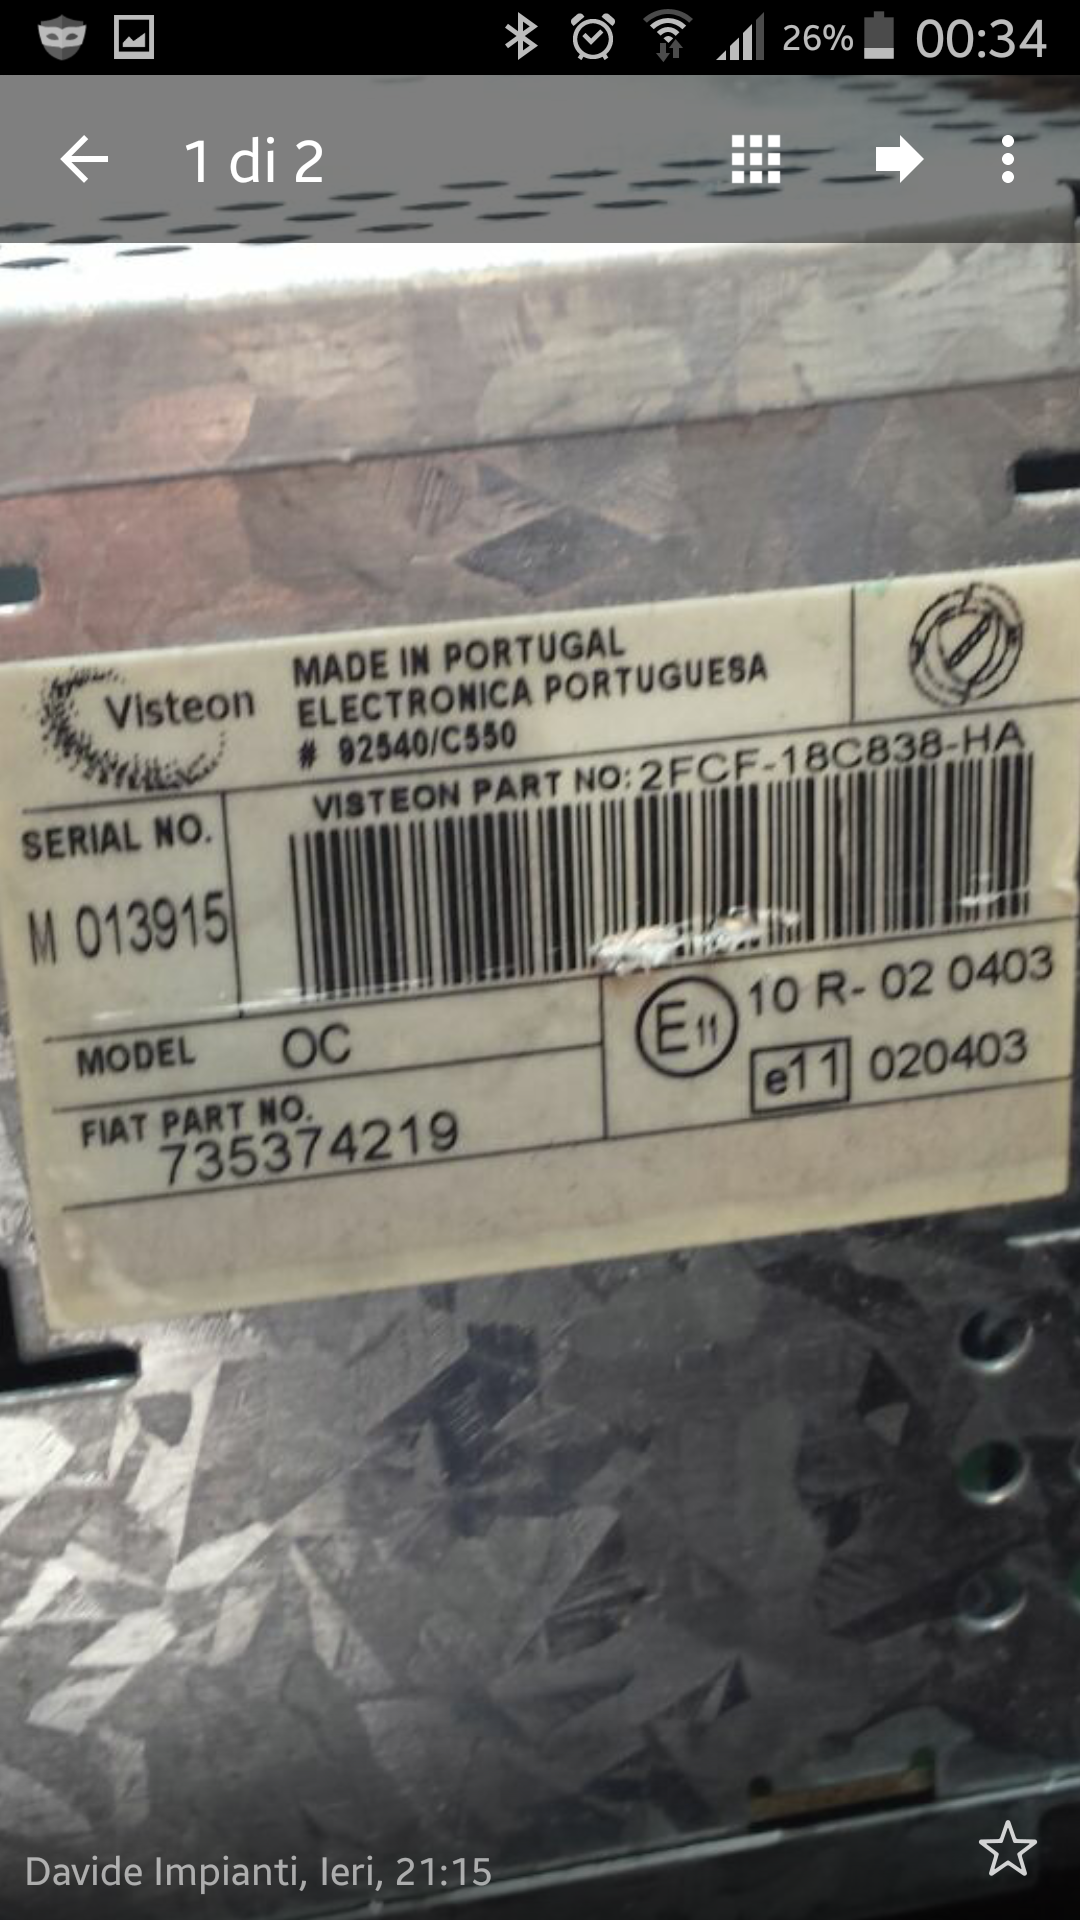 26% 00:34
1 di 2
Visteon
MADE IN PORTUGAL
ELECTRONICA PORTUGUESA
# 92540/C550
VISTEON PART NO: 2FCF-18C838-HA
SERIAL NO.
M 013915
MODEL OC
E11 10 R- 02 0403
e11 020403
FIAT PART NO.
735374219
Davide Impianti, Ieri, 21:15